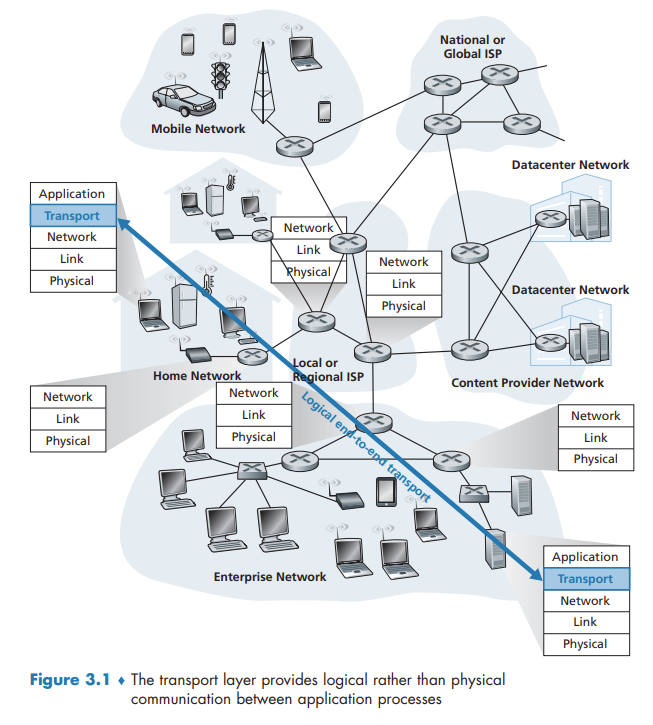 National or
Global ISP
Mobile Network
Datacenter Network
Application
Transport
Network
Link
Physical
Network
Link
Physical
Network
Link
Physical
Datacenter Network
Home Network
Local or
Regional ISP
Content Provider Network
Network
Link
Physical
Network
Link
Physical
Logical end-to-end transport
Network
Link
Physical
Enterprise Network
Application
Transport
Network
Link
Physical
Figure 3.1 ♦ The transport layer provides logical rather than physical
communication between application processes